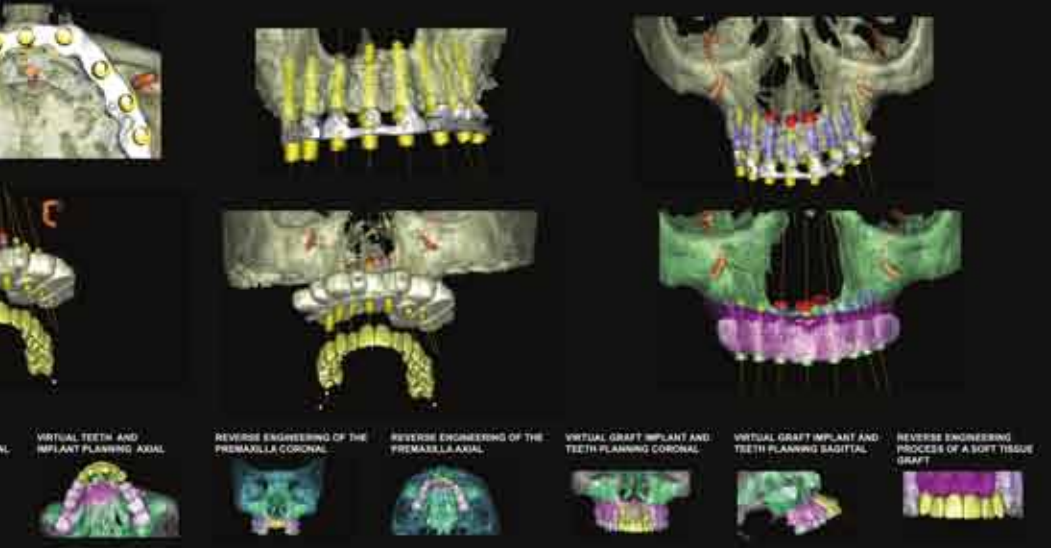 AL
VIRTUAL TEETH AND
IMPLANT PLANNING AXIAL
REVERSE ENGINEERING OF THE
PREMAXILLA CORONAL
REVERSE ENGINEERING OF THE
PREMAXILLA AXIAL
VIRTUAL GRAFT IMPLANT AND
TEETH PLANNING CORONAL
VIRTUAL GRAFT IMPLANT AND
TEETH PLANNING SAGITTAL
REVERSE ENGINEERING
PROCESS OF A SOFT TISSUE
GRAFT